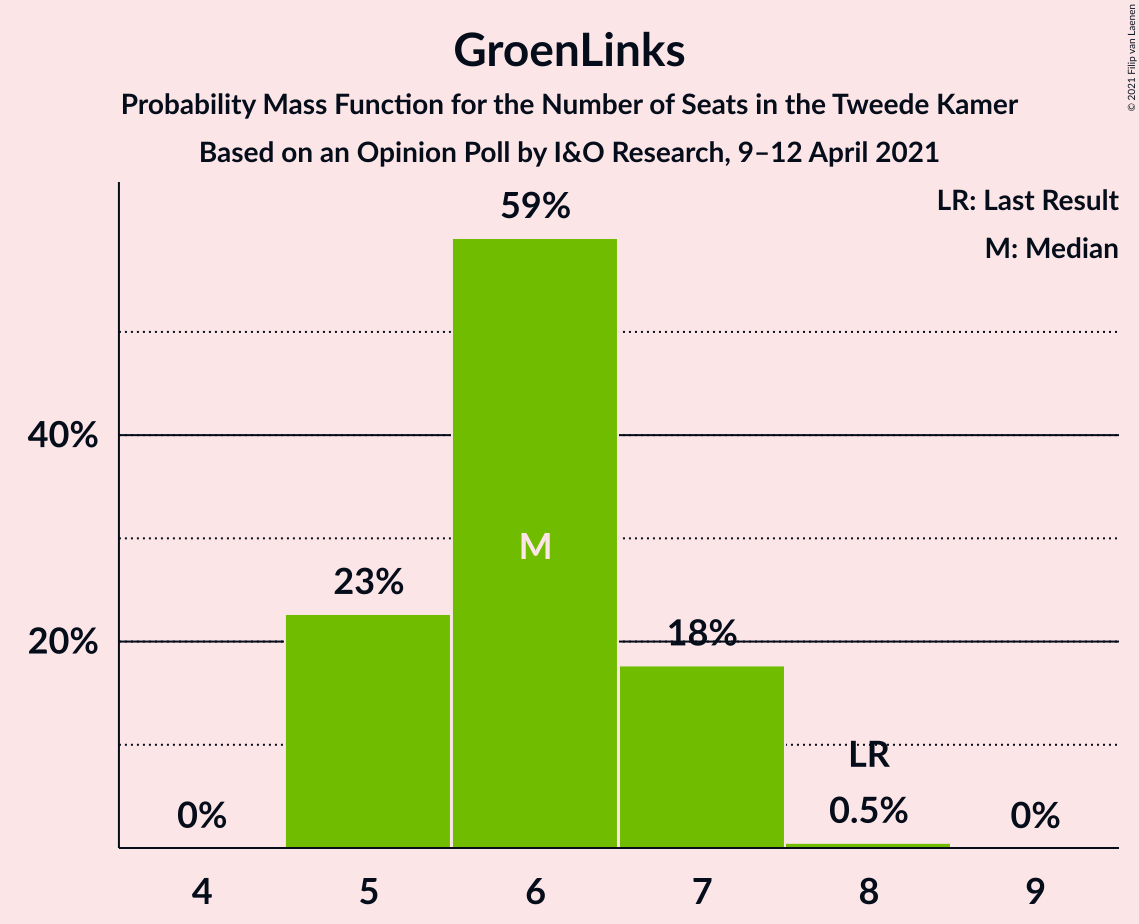 GroenLinks
Probability Mass Function for the Number of Seats in the Tweede Kamer
Based on an Opinion Poll by I&O Research, 9–12 April 2021
© 2021 Filip van Laenen
LR: Last Result
M: Median
59%
40%
M
23%
20%
18%
LR
0%
0.5%
0%
4
5
6
7
8
9